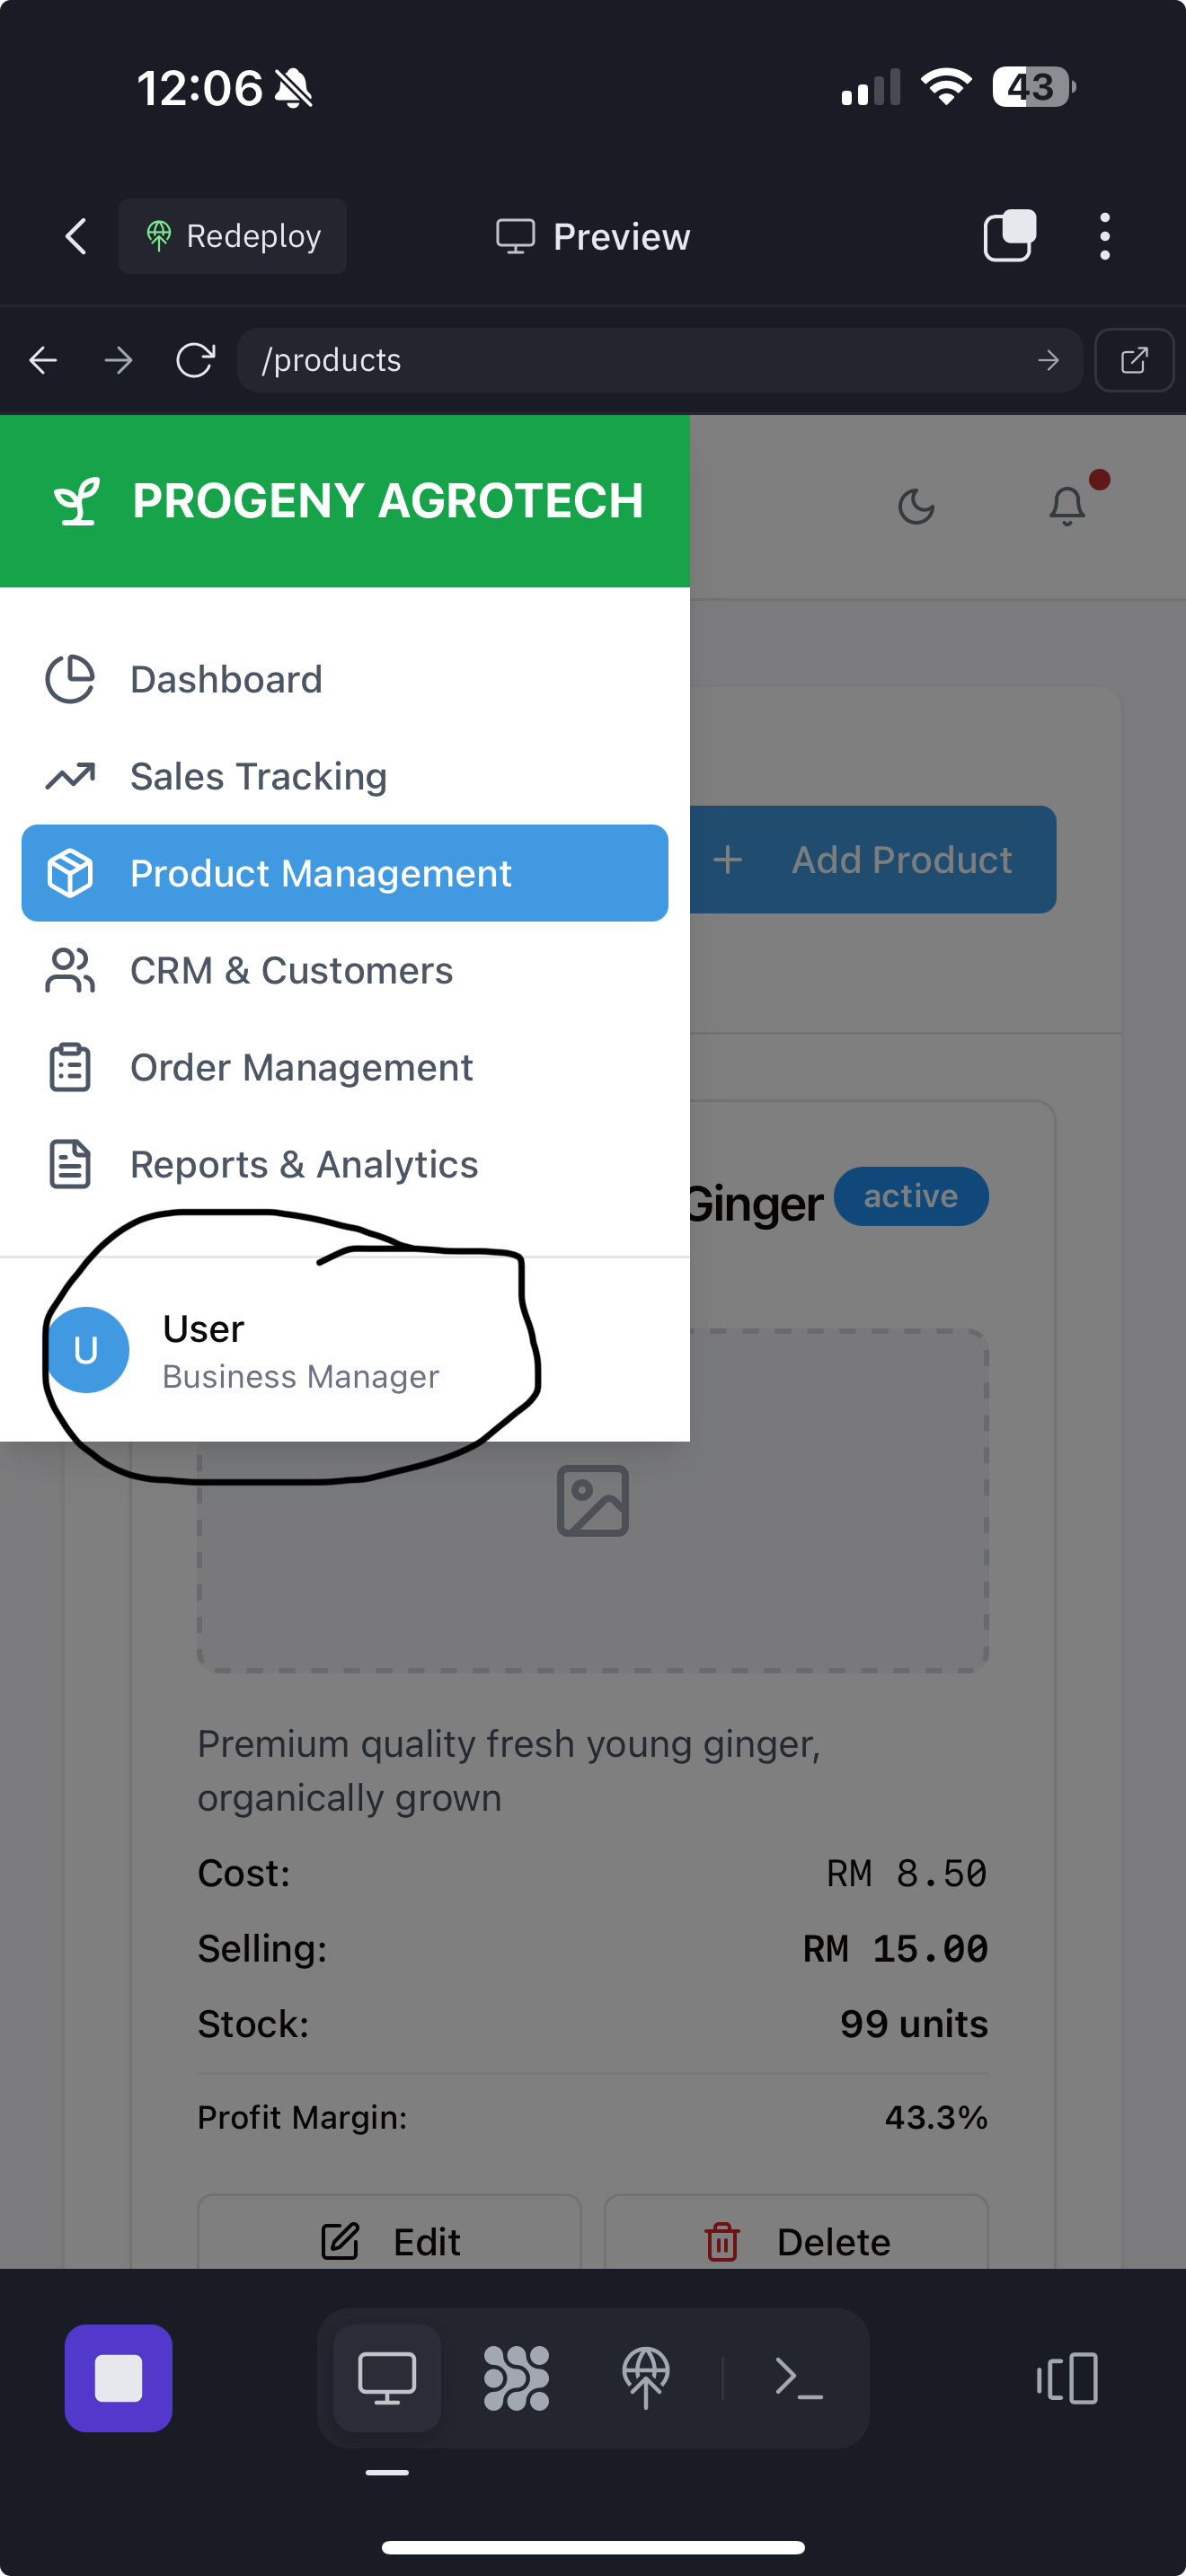 12:06
43
Redeploy
Preview
/products
PROGENY AGROTECH
Dashboard
Sales Tracking
Product Management
Add Product
CRM & Customers
Order Management
Reports & Analytics
Ginger
active
U
User
Business Manager
Premium quality fresh young ginger,
organically grown
Cost: RM 8.50
Selling: RM 15.00
Stock: 99 units
Profit Margin: 43.3%
Edit
Delete